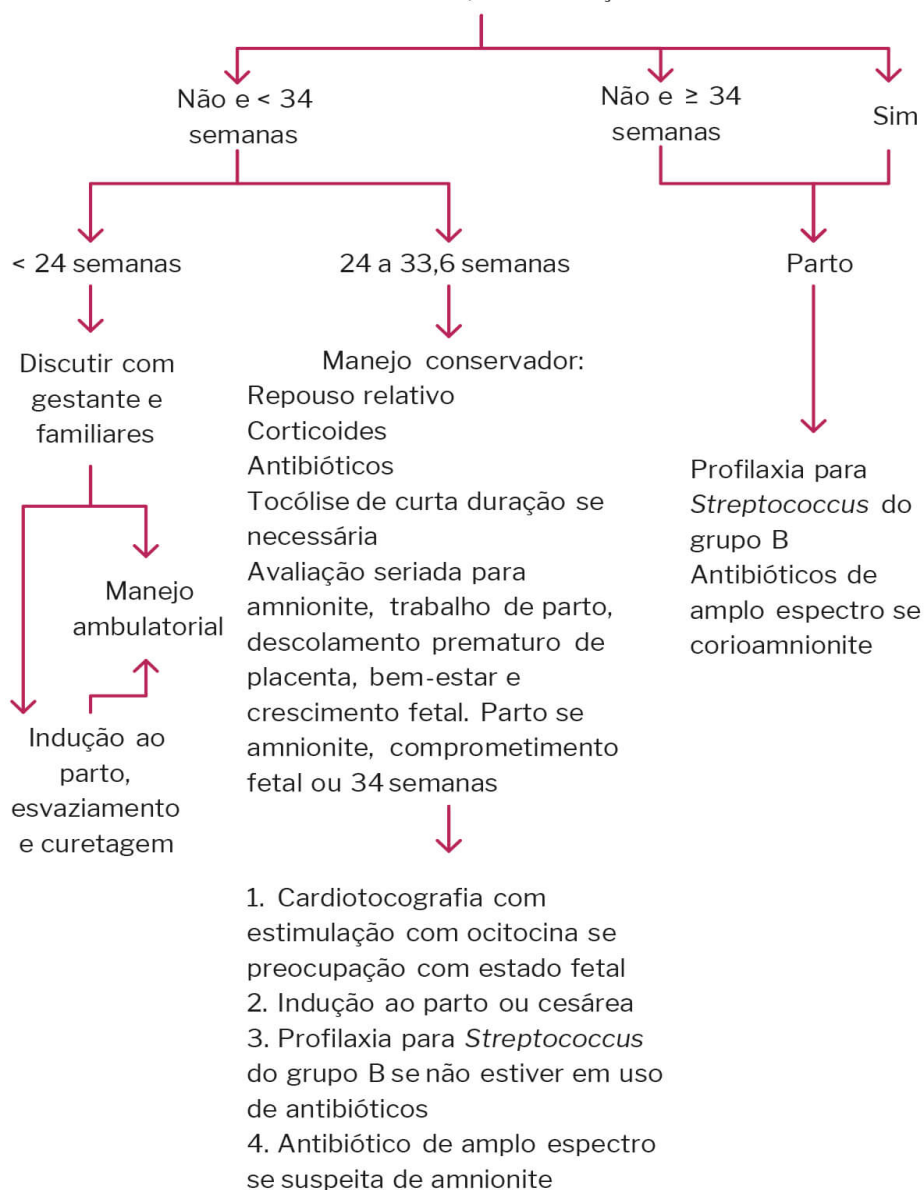 Não e < 34
semanas
Não e ≥ 34
semanas
Sim
< 24 semanas
24 a 33,6 semanas
Parto
Discutir com
gestante e
familiares
Manejo
ambulatorial
Indução ao
parto,
esvaziamento
e curetagem
Manejo conservador:
Repouso relativo
Corticoides
Antibióticos
Tocólise de curta duração se
necessária
Avaliação seriada para
amnionite, trabalho de parto,
descolamento prematuro de
placenta, bem-estar e
crescimento fetal. Parto se
amnionite, comprometimento
fetal ou 34 semanas
Profilaxia para
Streptococcus do
grupo B
Antibióticos de
amplo espectro se
corioamnionite
1. Cardiotocografia com
estimulação com ocitocina se
preocupação com estado fetal
2. Indução ao parto ou cesárea
3. Profilaxia para Streptococcus
do grupo B se não estiver em uso
de antibióticos
4. Antibiótico de amplo espectro
se suspeita de amnionite